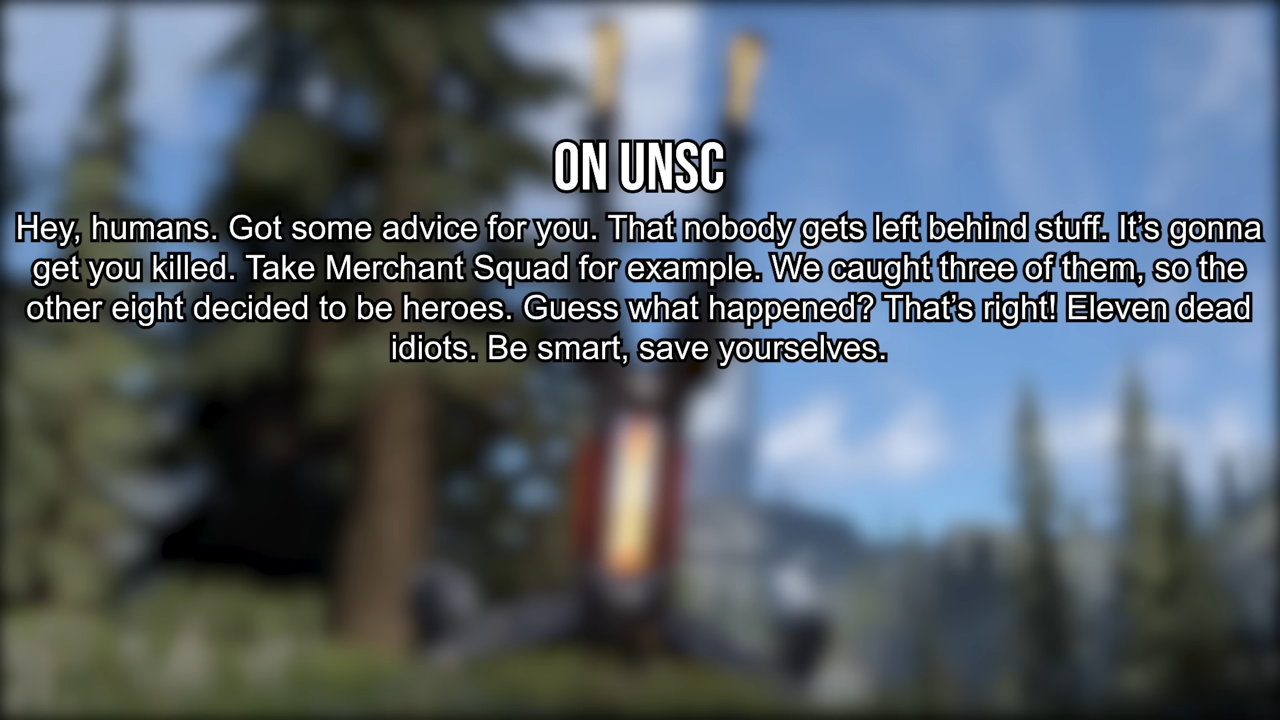 ON UNSC
Hey, humans. Got some advice for you. That nobody gets left behind stuff. It’s gonna
get you killed. Take Merchant Squad for example. We caught three of them, so the
other eight decided to be heroes. Guess what happened? That’s right! Eleven dead
idiots. Be smart, save yourselves.